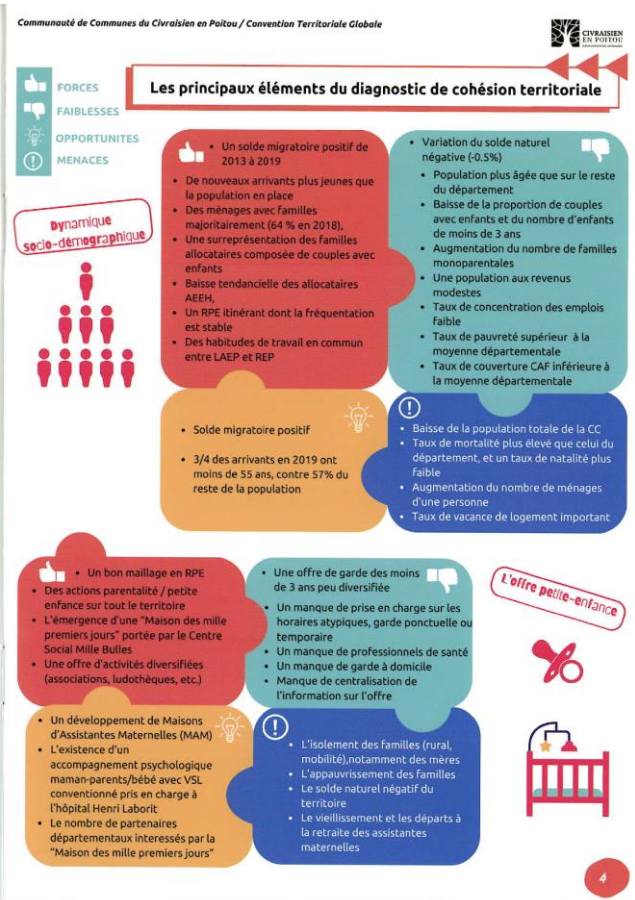 Communauté de Communes du Civraisien en Poitou / Convention Territoriale Globale
CIVRAISIEN
EN POITOU
FORCES
FAIBLESSES
OPPORTUNITES
MENACES
Les principaux éléments du diagnostic de cohésion territoriale
Dynamique
socio-démographique
• Un solde migratoire positif de
2013 à 2019
• De nouveaux arrivants plus jeunes que
la population en place
• Des ménages avec familles
majoritairement (64 % en 2018),
• Une surreprésentation des familles
allocataires composée de couples avec
enfants
• Baisse tendancielle des allocataires
AEEH,
• Un RPE itinérant dont la fréquentation
est stable
• Des habitudes de travail en commun
entre LAEP et REP
• Variation du solde naturel
négative (-0.5%)
• Population plus âgée que sur le reste
du département
• Baisse de la proportion de couples
avec enfants et du nombre d'enfants
de moins de 3 ans
• Augmentation du nombre de familles
monoparentales
• Une population aux revenus
modestes
• Taux de concentration des emplois
faible
• Taux de pauvreté supérieur à la
moyenne départementale
• Taux de couverture CAF inférieure à
la moyenne départementale
• Solde migratoire positif
• 3/4 des arrivants en 2019 ont
moins de 55 ans, contre 57% du
reste de la population
• Baisse de la population totale de la CC
• Taux de mortalité plus élevé que celui du
département, et un taux de natalité plus
faible
• Augmentation du nombre de ménages
d'une personne
• Taux de vacance de logement important
L'offre petite-enfance
• Un bon maillage en RPE
• Des actions parentalité / petite
enfance sur tout le territoire
• L'émergence d'une "Maison des mille
premiers jours" portée par le Centre
Social Mille Bulles
• Une offre d'activités diversifiées
(associations, ludothèques, etc.)
• Une offre de garde des moins
de 3 ans peu diversifiée
• Un manque de prise en charge sur les
horaires atypiques, garde ponctuelle ou
temporaire
• Un manque de professionnels de santé
• Un manque de garde à domicile
• Manque de centralisation de
l'information sur l'offre
• Un développement de Maisons
d'Assistantes Maternelles (MAM)
• L'existence d'un
accompagnement psychologique
maman-parents/bébé avec VSL
conventionné pris en charge à
l'hôpital Henri Laborit
• Le nombre de partenaires
départementaux interessés par la
"Maison des mille premiers jours"
• L'isolement des familles (rural,
mobilité),notamment des mères
• L'appauvrissement des familles
• Le solde naturel négatif du
territoire
• Le vieillissement et les départs à
la retraite des assistantes
maternelles
4